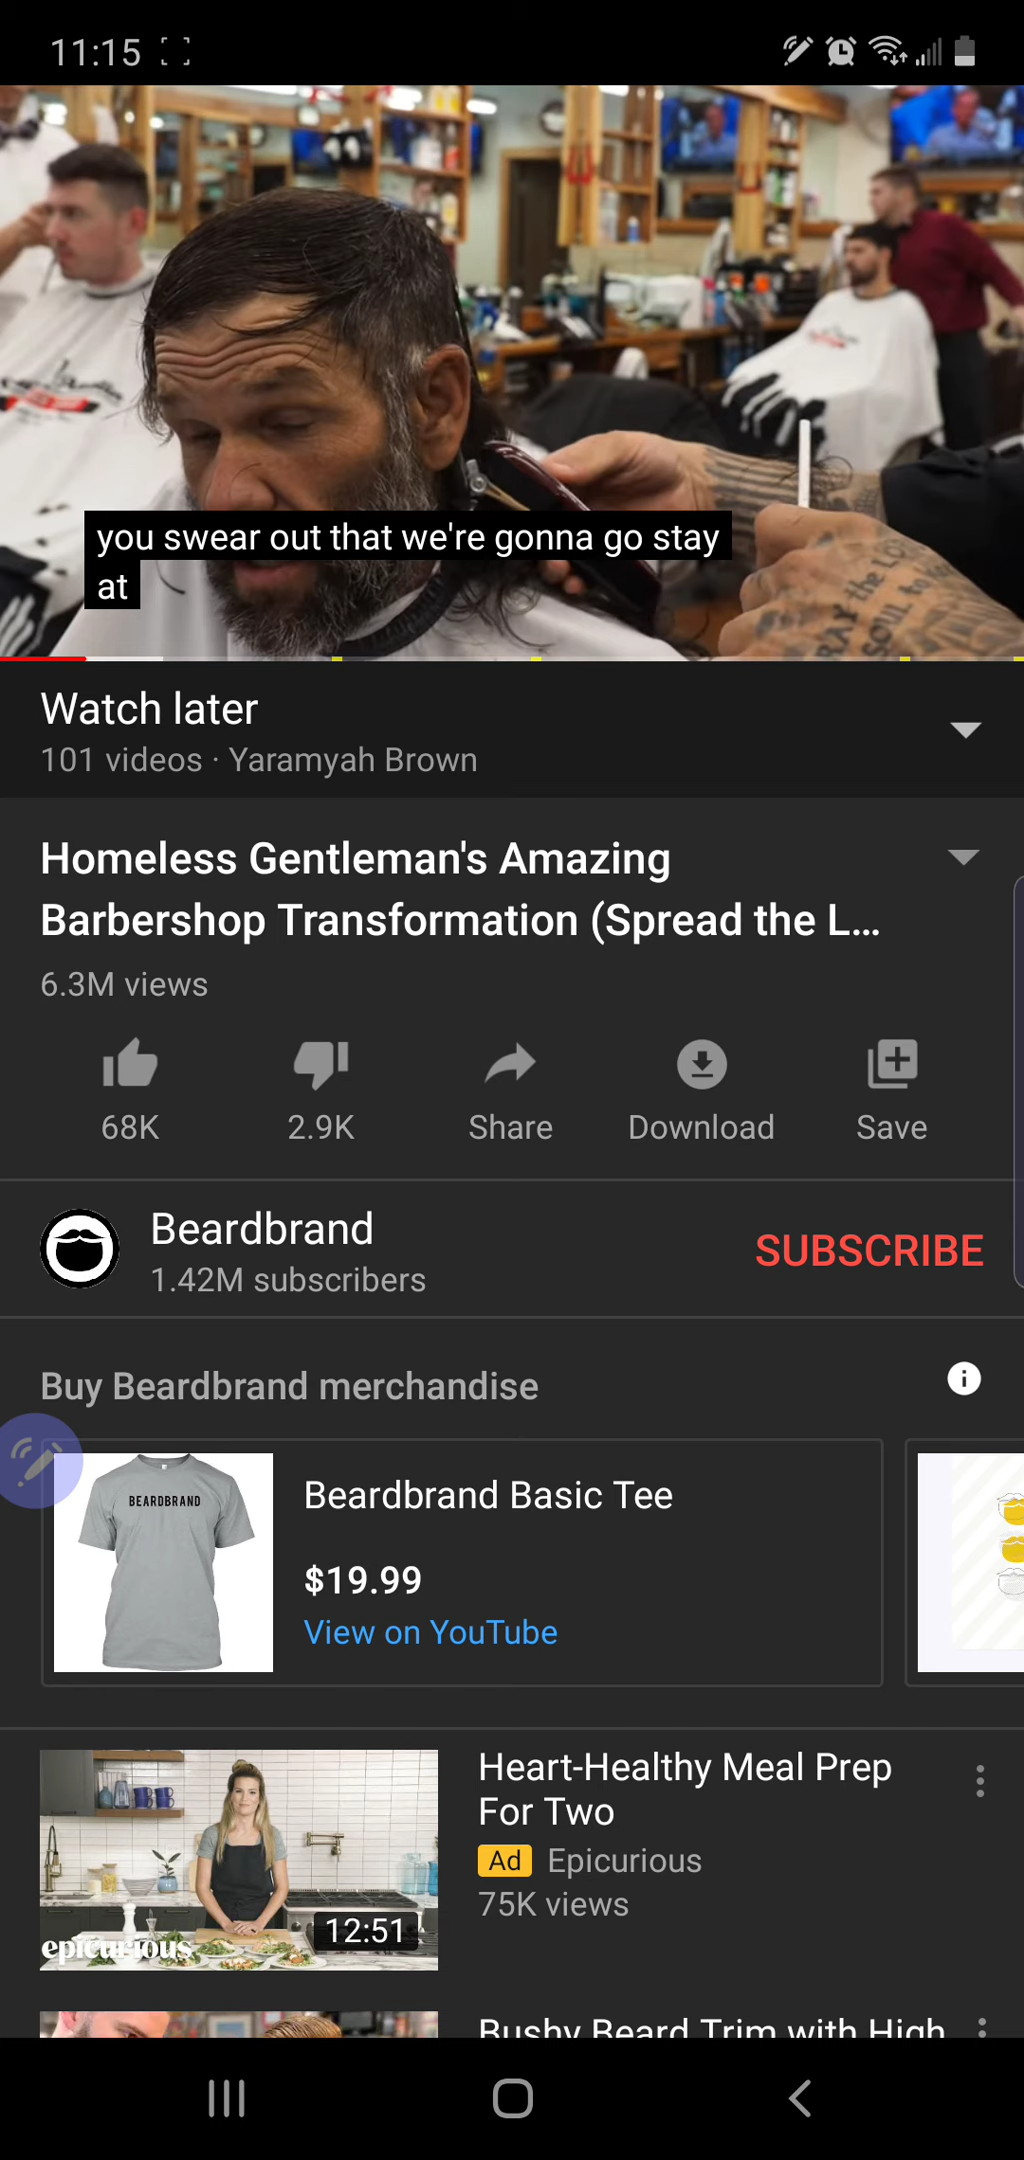 11:15
you swear out that we're gonna go stay
at
Watch later
101 videos · Yaramyah Brown
Homeless Gentleman's Amazing
Barbershop Transformation (Spread the L...
6.3M views
68K
2.9K
Share
Download
Save
Beardbrand
1.42M subscribers
SUBSCRIBE
Buy Beardbrand merchandise
BEARDBRAND
Beardbrand Basic Tee
$19.99
View on YouTube
epicurious
12:51
Heart-Healthy Meal Prep
For Two
Ad Epicurious
75K views
Bushy Beard Trim with High